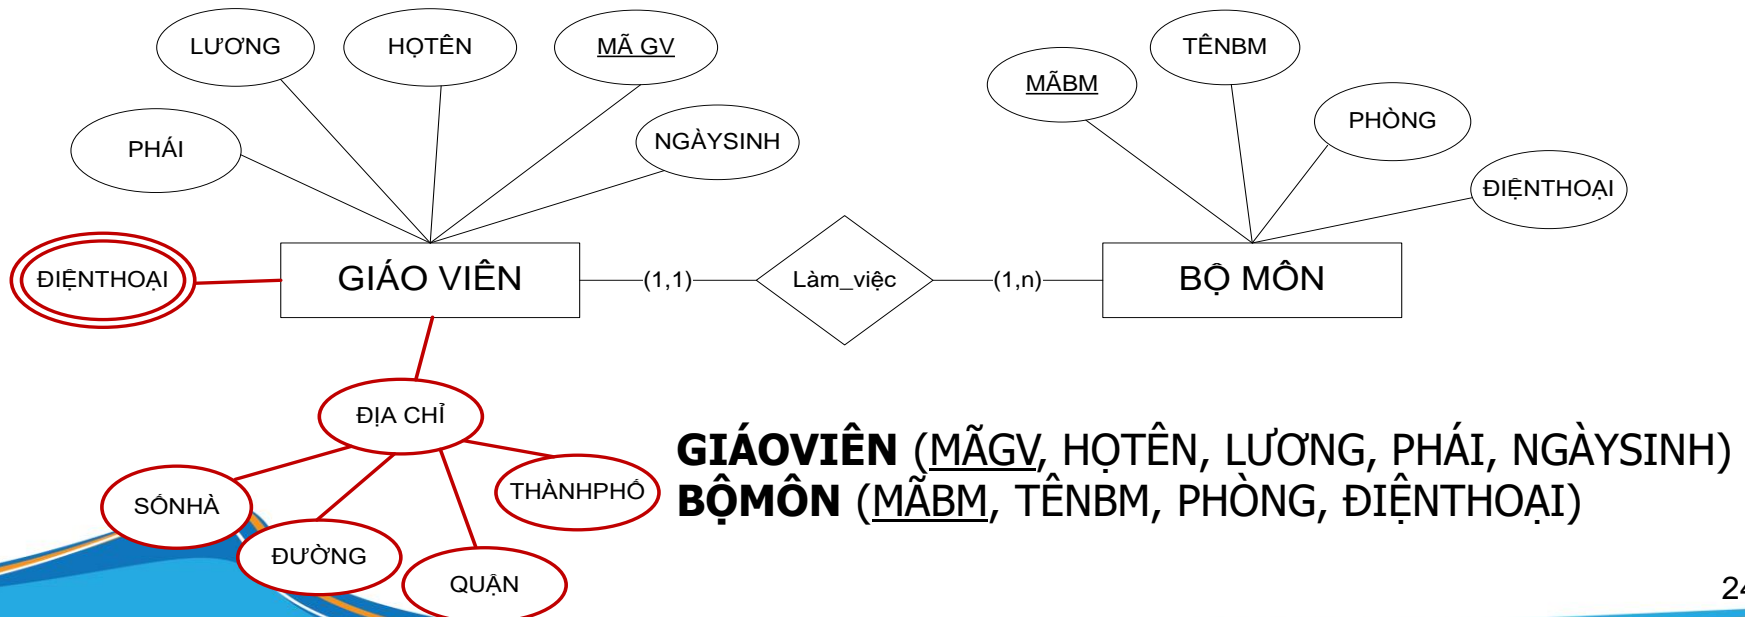 LƯƠNG
HỌTÊN
MÃ GV
TÊNBM
MÃBM
PHÒNG
PHÁI
NGÀYSINH
ĐIỆNTHOẠI
ĐIỆNTHOẠI
GIÁO VIÊN
(1,1)
Làm_việc
(1,n)
BỘ MÔN
ĐỊA CHỈ
SỐNHÀ
ĐƯỜNG
QUẬN
THÀNHPHỐ
GIÁOVIÊN (MÃGV, HỌTÊN, LƯƠNG, PHÁI, NGÀYSINH)
BỘMÔN (MÃBM, TÊNBM, PHÒNG, ĐIỆNTHOẠI)
24